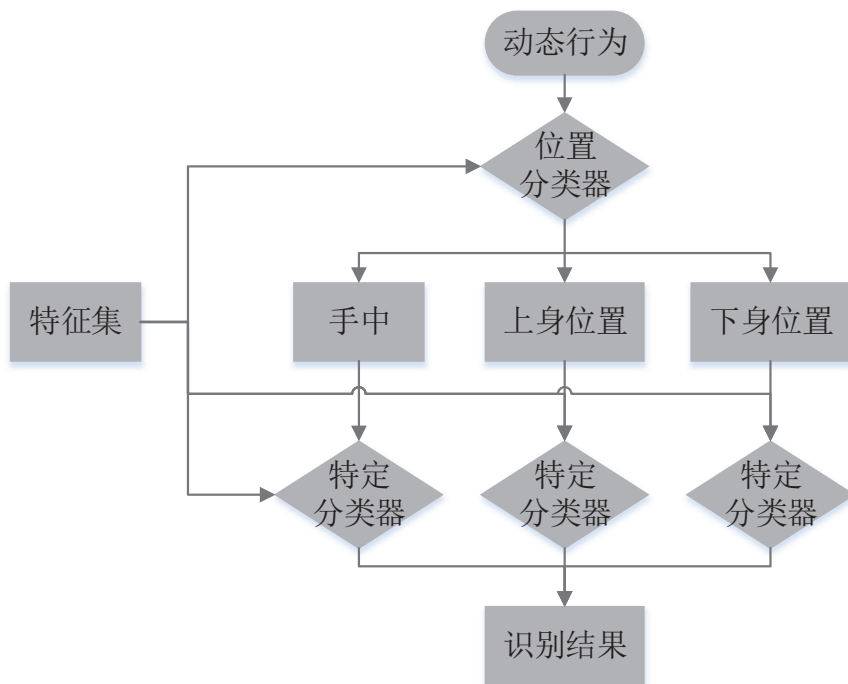 动态行为
位置
分类器
特征集
手中
上身位置
下身位置
特定
分类器
特定
分类器
特定
分类器
识别结果